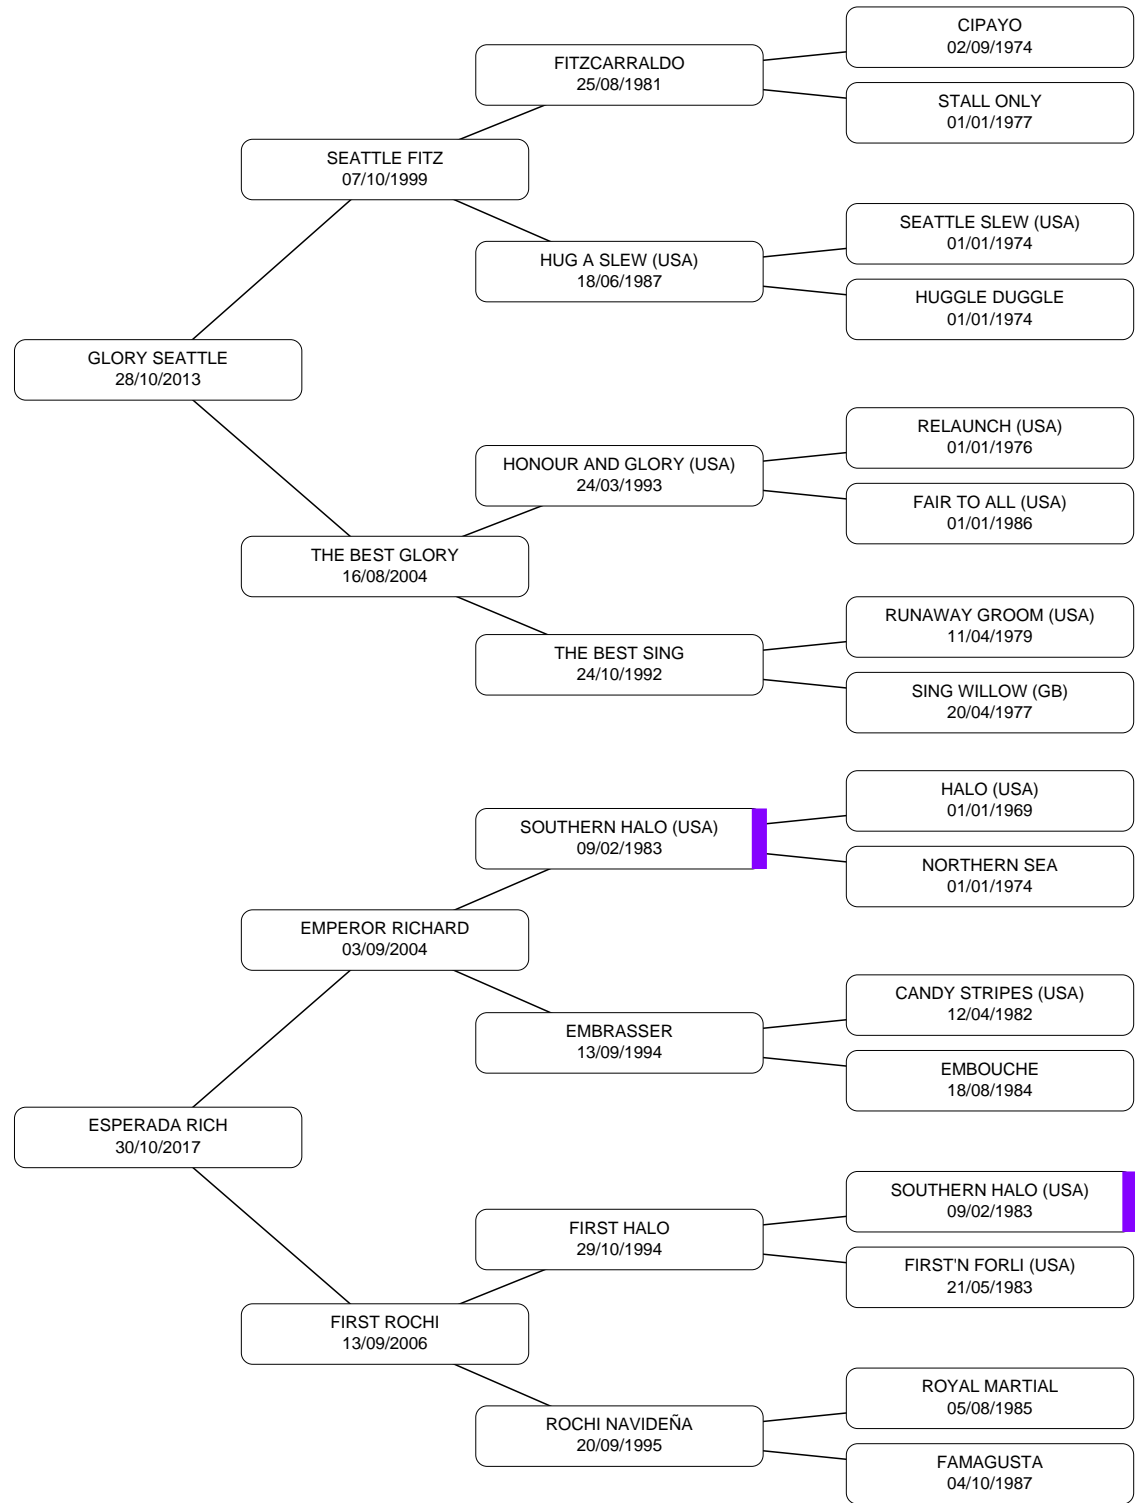 CIPAYO
02/09/1974
FITZCARRALDO
25/08/1981
STALL ONLY
01/01/1977
SEATTLE FITZ
07/10/1999
SEATTLE SLEW (USA)
01/01/1974
HUG A SLEW (USA)
18/06/1987
HUGGLE DUGGLE
01/01/1974
GLORY SEATTLE
28/10/2013
RELAUNCH (USA)
01/01/1976
HONOUR AND GLORY (USA)
24/03/1993
FAIR TO ALL (USA)
01/01/1986
THE BEST GLORY
16/08/2004
RUNAWAY GROOM (USA)
11/04/1979
THE BEST SING
24/10/1992
SING WILLOW (GB)
20/04/1977
HALO (USA)
01/01/1969
SOUTHERN HALO (USA)
09/02/1983
NORTHERN SEA
01/01/1974
EMPEROR RICHARD
03/09/2004
CANDY STRIPES (USA)
12/04/1982
EMBRASSER
13/09/1994
EMBOUCHE
18/08/1984
ESPERADA RICH
30/10/2017
SOUTHERN HALO (USA)
09/02/1983
FIRST HALO
29/10/1994
FIRST'N FORLI (USA)
21/05/1983
FIRST ROCHI
13/09/2006
ROYAL MARTIAL
05/08/1985
ROCHI NAVIDEÑA
20/09/1995
FAMAGUSTA
04/10/1987